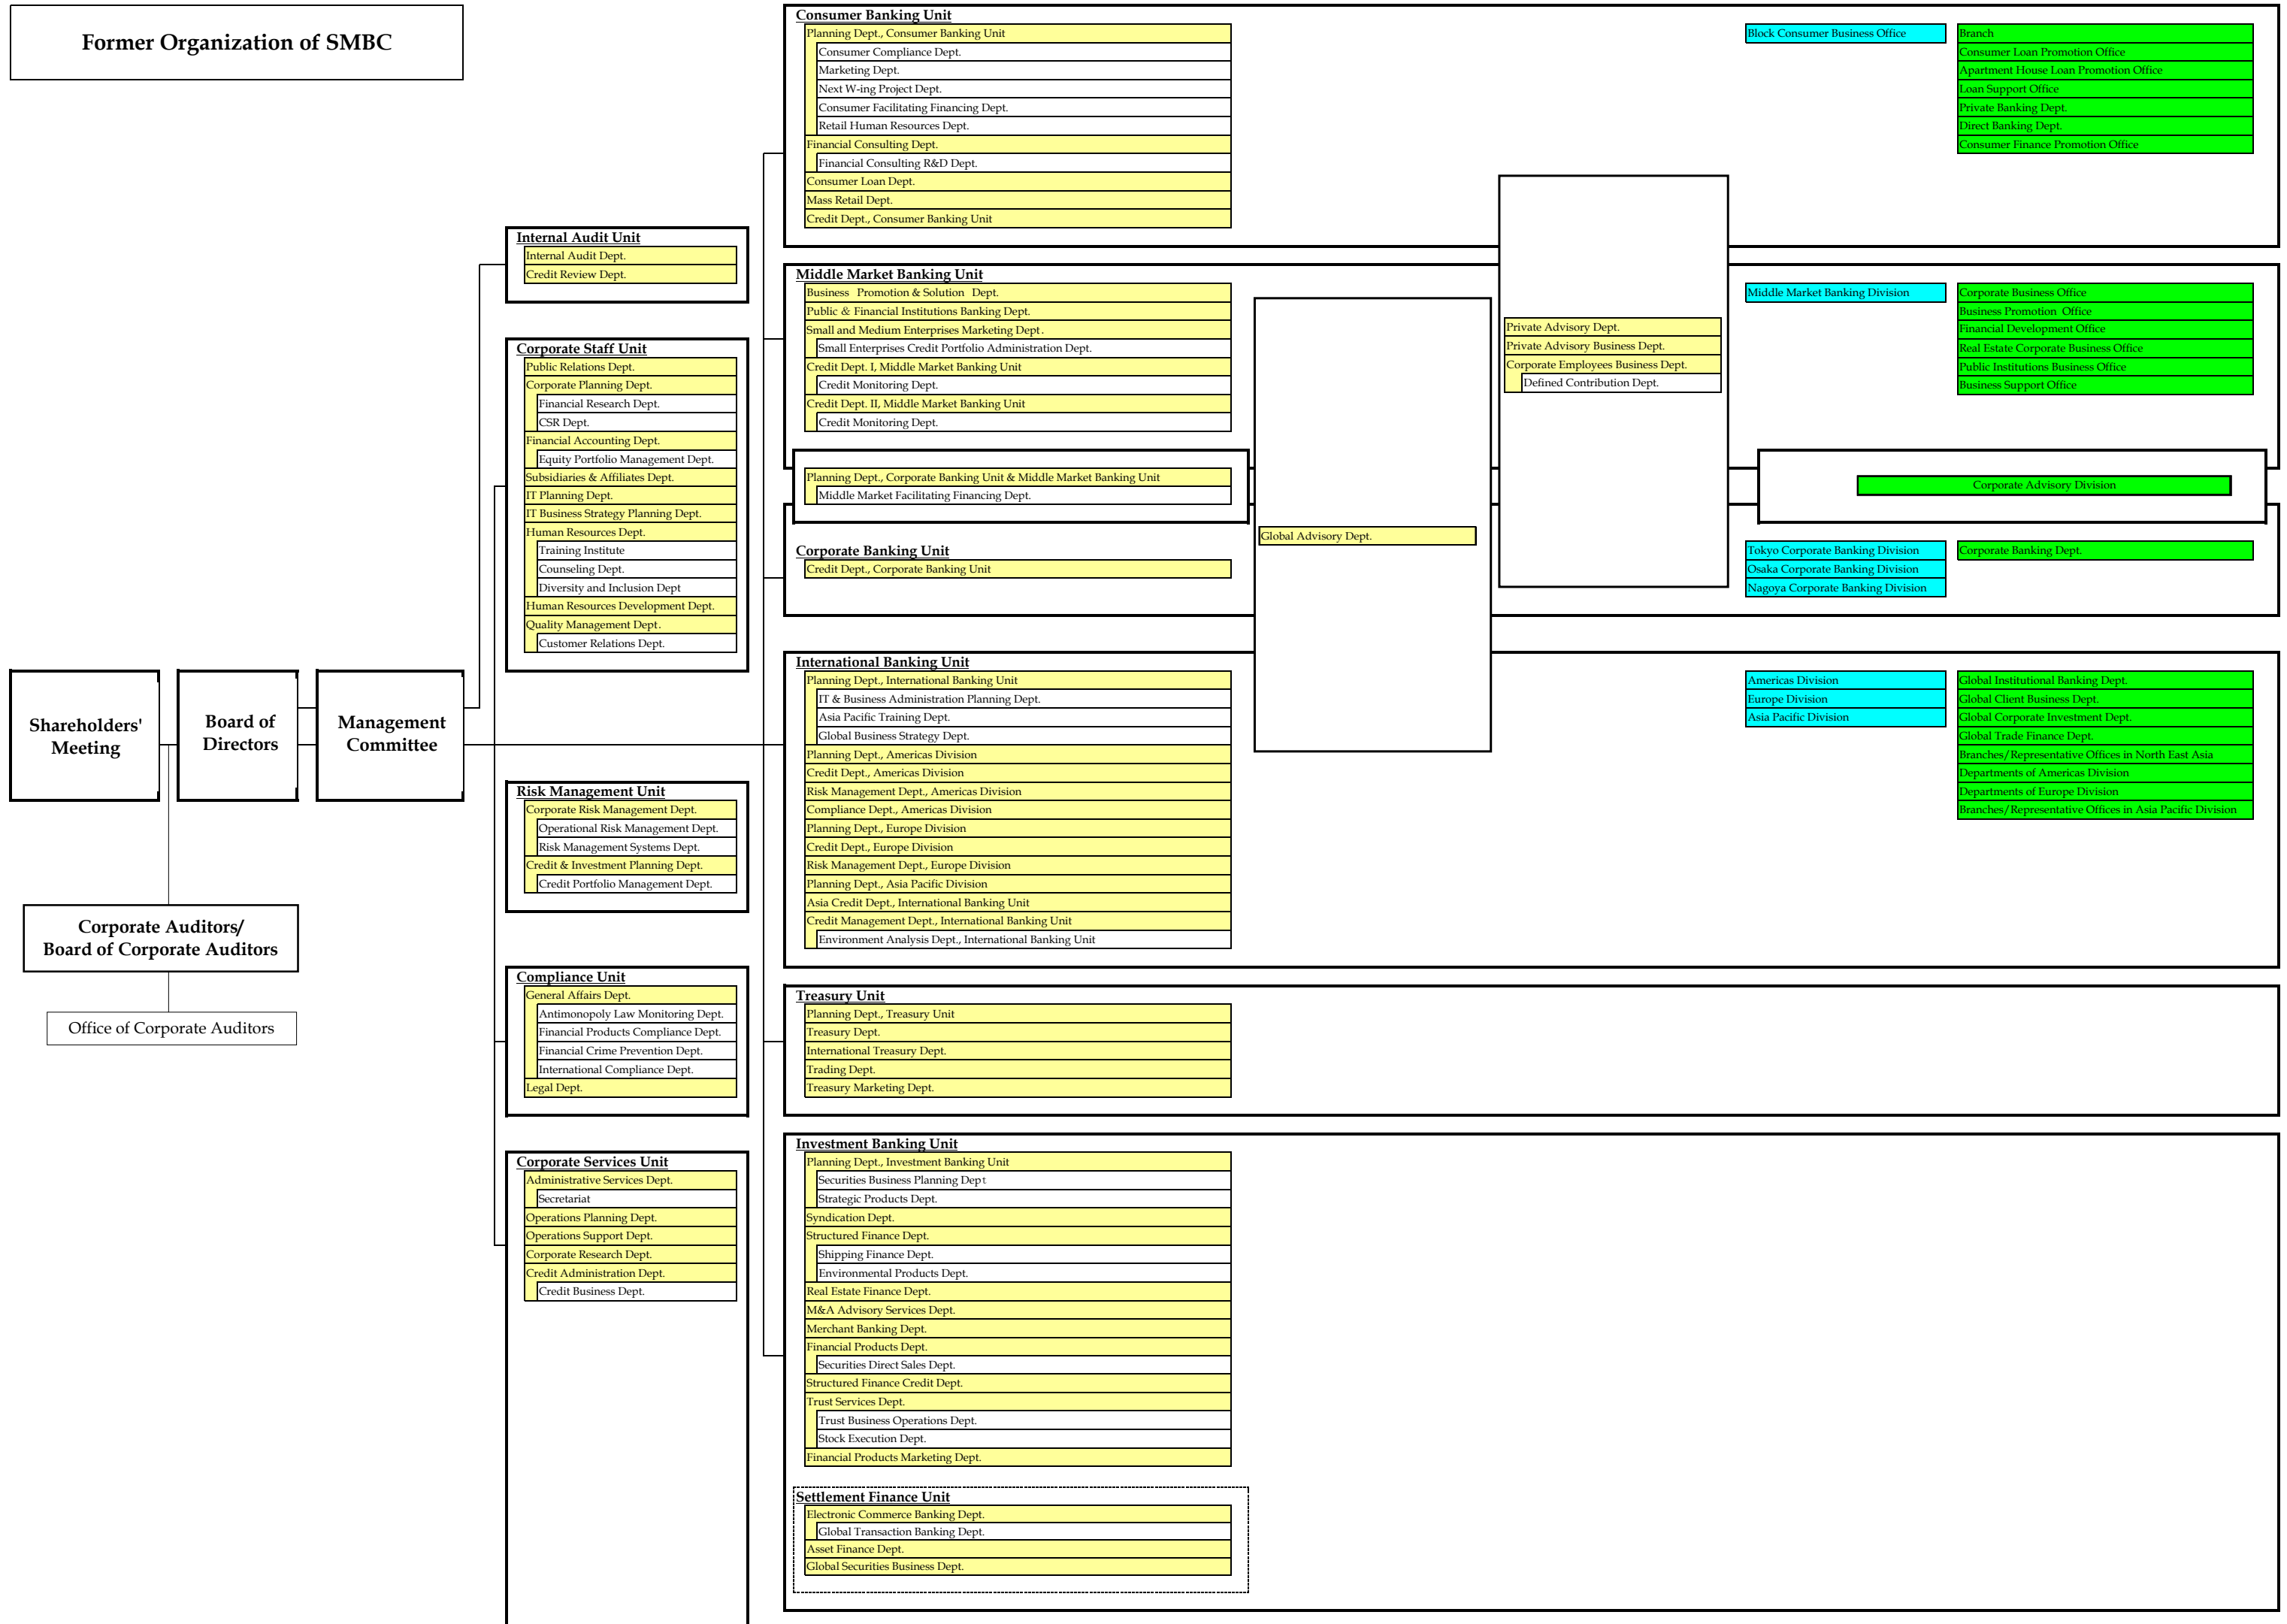 Former Organization of SMBC
Shareholders'
Meeting
Board of
Directors
Management
Committee
Corporate Auditors/
Board of Corporate Auditors
Office of Corporate Auditors
Internal Audit Unit
Internal Audit Dept.
Credit Review Dept.
Corporate Staff Unit
Public Relations Dept.
Corporate Planning Dept.
Financial Research Dept.
CSR Dept.
Financial Accounting Dept.
Equity Portfolio Management Dept.
Subsidiaries & Affiliates Dept.
IT Planning Dept.
IT Business Strategy Planning Dept.
Human Resources Dept.
Training Institute
Counseling Dept.
Diversity and Inclusion Dept
Human Resources Development Dept.
Quality Management Dept.
Customer Relations Dept.
Risk Management Unit
Corporate Risk Management Dept.
Operational Risk Management Dept.
Risk Management Systems Dept.
Credit & Investment Planning Dept.
Credit Portfolio Management Dept.
Compliance Unit
General Affairs Dept.
Antimonopoly Law Monitoring Dept.
Financial Products Compliance Dept.
Financial Crime Prevention Dept.
International Compliance Dept.
Legal Dept.
Corporate Services Unit
Administrative Services Dept.
Secretariat
Operations Planning Dept.
Operations Support Dept.
Corporate Research Dept.
Credit Administration Dept.
Credit Business Dept.
Consumer Banking Unit
Planning Dept., Consumer Banking Unit
Consumer Compliance Dept.
Marketing Dept.
Next W-ing Project Dept.
Consumer Facilitating Financing Dept.
Retail Human Resources Dept.
Financial Consulting Dept.
Financial Consulting R&D Dept.
Consumer Loan Dept.
Mass Retail Dept.
Credit Dept., Consumer Banking Unit
Block Consumer Business Office
Branch
Consumer Loan Promotion Office
Apartment House Loan Promotion Office
Loan Support Office
Private Banking Dept.
Direct Banking Dept.
Consumer Finance Promotion Office
Middle Market Banking Unit
Business Promotion & Solution Dept.
Public & Financial Institutions Banking Dept.
Small and Medium Enterprises Marketing Dept.
Small Enterprises Credit Portfolio Administration Dept.
Credit Dept. I, Middle Market Banking Unit
Credit Monitoring Dept.
Credit Dept. II, Middle Market Banking Unit
Credit Monitoring Dept.
Private Advisory Dept.
Private Advisory Business Dept.
Corporate Employees Business Dept.
Defined Contribution Dept.
Middle Market Banking Division
Corporate Business Office
Business Promotion Office
Financial Development Office
Real Estate Corporate Business Office
Public Institutions Business Office
Business Support Office
Planning Dept., Corporate Banking Unit & Middle Market Banking Unit
Middle Market Facilitating Financing Dept.
Corporate Advisory Division
Global Advisory Dept.
Corporate Banking Unit
Credit Dept., Corporate Banking Unit
Tokyo Corporate Banking Division
Osaka Corporate Banking Division
Nagoya Corporate Banking Division
Corporate Banking Dept.
International Banking Unit
Planning Dept., International Banking Unit
IT & Business Administration Planning Dept.
Asia Pacific Training Dept.
Global Business Strategy Dept.
Planning Dept., Americas Division
Credit Dept., Americas Division
Risk Management Dept., Americas Division
Compliance Dept., Americas Division
Planning Dept., Europe Division
Credit Dept., Europe Division
Risk Management Dept., Europe Division
Planning Dept., Asia Pacific Division
Asia Credit Dept., International Banking Unit
Credit Management Dept., International Banking Unit
Environment Analysis Dept., International Banking Unit
Americas Division
Europe Division
Asia Pacific Division
Global Institutional Banking Dept.
Global Client Business Dept.
Global Corporate Investment Dept.
Global Trade Finance Dept.
Branches/Representative Offices in North East Asia
Departments of Americas Division
Departments of Europe Division
Branches/Representative Offices in Asia Pacific Division
Treasury Unit
Planning Dept., Treasury Unit
Treasury Dept.
International Treasury Dept.
Trading Dept.
Treasury Marketing Dept.
Investment Banking Unit
Planning Dept., Investment Banking Unit
Securities Business Planning Dept
Strategic Products Dept.
Syndication Dept.
Structured Finance Dept.
Shipping Finance Dept.
Environmental Products Dept.
Real Estate Finance Dept.
M&A Advisory Services Dept.
Merchant Banking Dept.
Financial Products Dept.
Securities Direct Sales Dept.
Structured Finance Credit Dept.
Trust Services Dept.
Trust Business Operations Dept.
Stock Execution Dept.
Financial Products Marketing Dept.
Settlement Finance Unit
Electronic Commerce Banking Dept.
Global Transaction Banking Dept.
Asset Finance Dept.
Global Securities Business Dept.